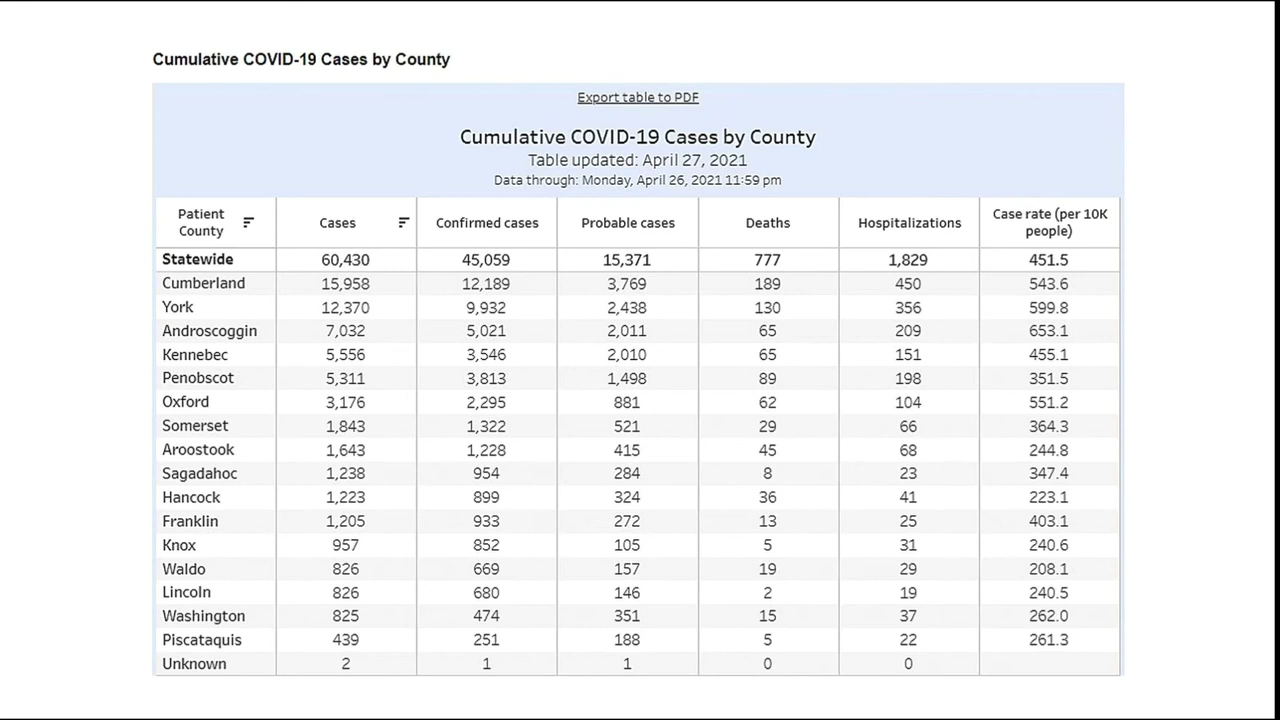 Cumulative COVID-19 Cases by County
Export table to PDF
Cumulative COVID-19 Cases by County
Table updated: April 27, 2021
Data through: Monday, April 26, 2021 11:59 pm
Patient County Cases Confirmed cases Probable cases Deaths Hospitalizations Case rate (per 10K people)
Statewide 60,430 45,059 15,371 777 1,829 451.5
Cumberland 15,958 12,189 3,769 189 450 543.6
York 12,370 9,932 2,438 130 356 599.8
Androscoggin 7,032 5,021 2,011 65 209 653.1
Kennebec 5,556 3,546 2,010 65 151 455.1
Penobscot 5,311 3,813 1,498 89 198 351.5
Oxford 3,176 2,295 881 62 104 551.2
Somerset 1,843 1,322 521 29 66 364.3
Aroostook 1,643 1,228 415 45 68 244.8
Sagadahoc 1,238 954 284 8 23 347.4
Hancock 1,223 899 324 36 41 223.1
Franklin 1,205 933 272 13 25 403.1
Knox 957 852 105 5 31 240.6
Waldo 826 669 157 19 29 208.1
Lincoln 826 680 146 2 19 240.5
Washington 825 474 351 15 37 262.0
Piscataquis 439 251 188 5 22 261.3
Unknown 2 1 1 0 0